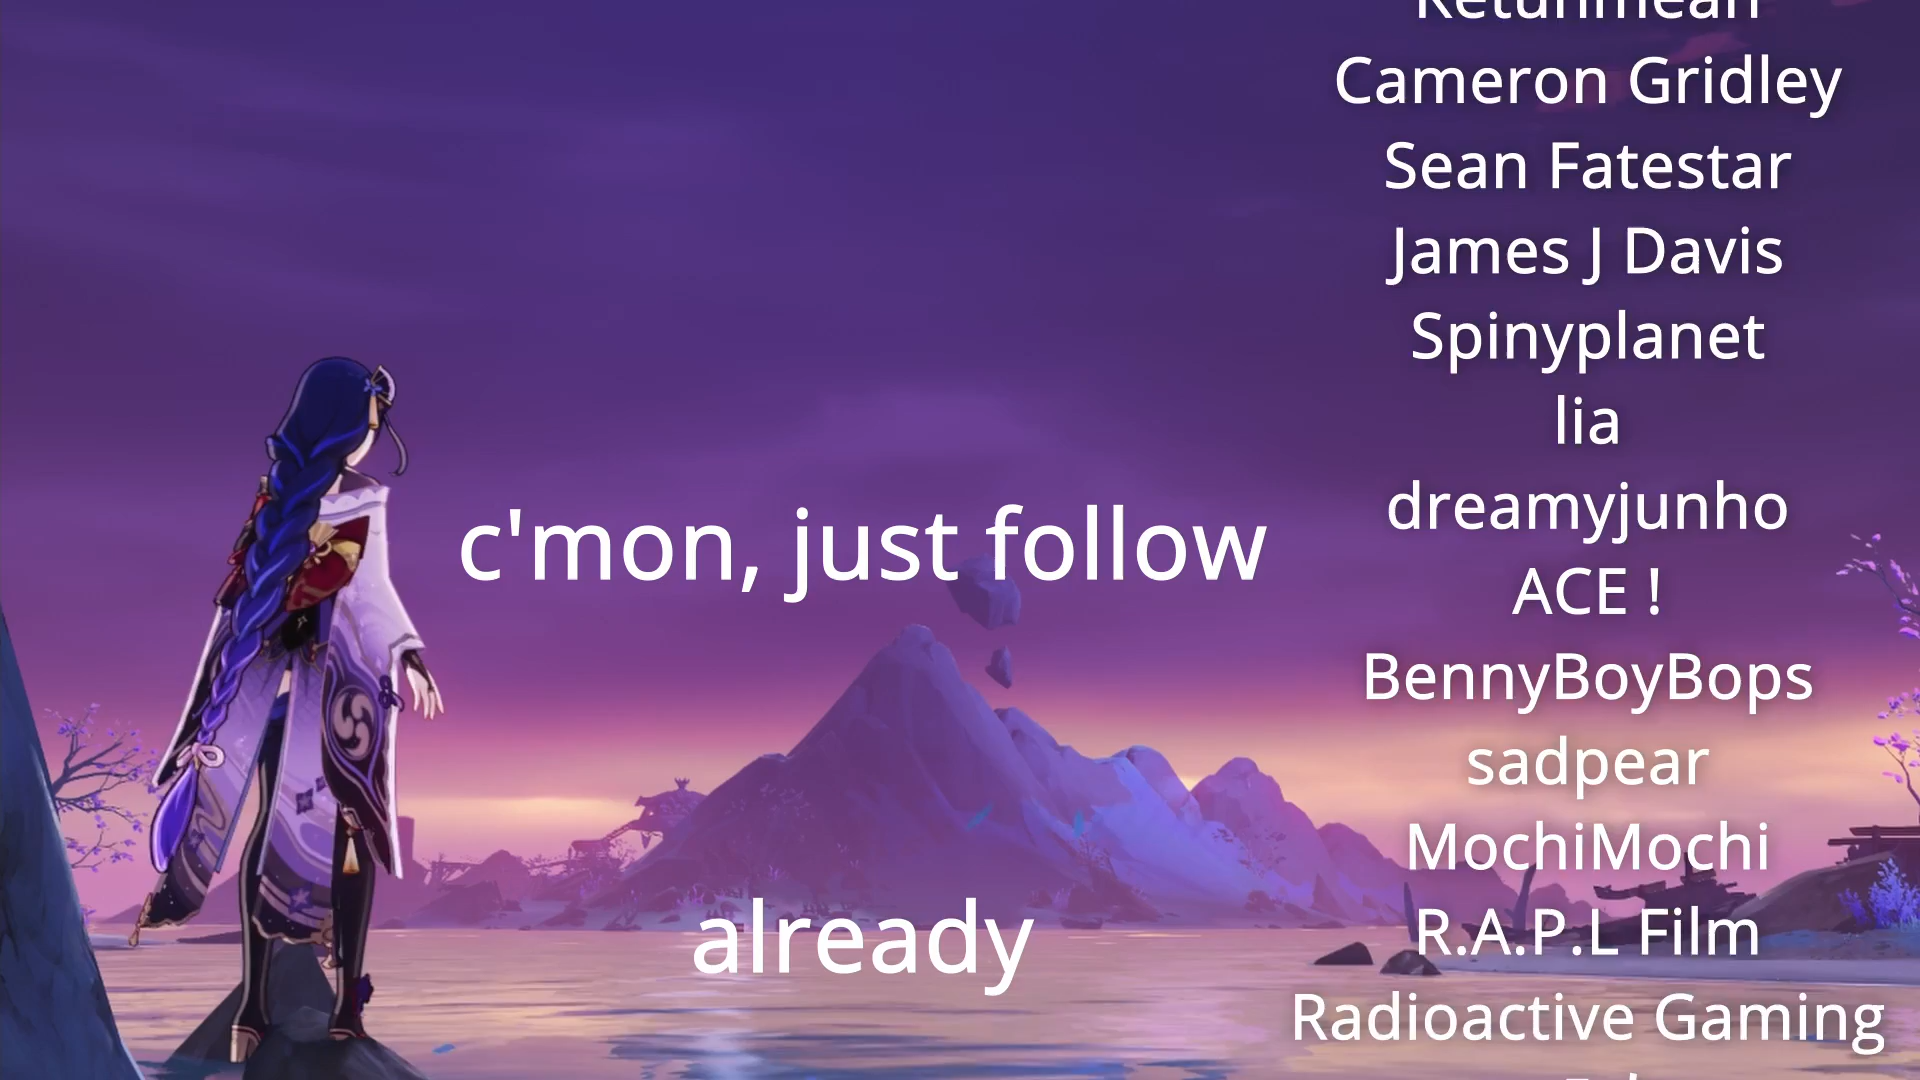 c'mon, just follow
already
Cameron Gridley
Sean Fatestar
James J Davis
Spinyplanet
lia
dreamyjunho
ACE !
BennyBoyBops
sadpear
MochiMochi
R.A.P.L Film
Radioactive Gaming